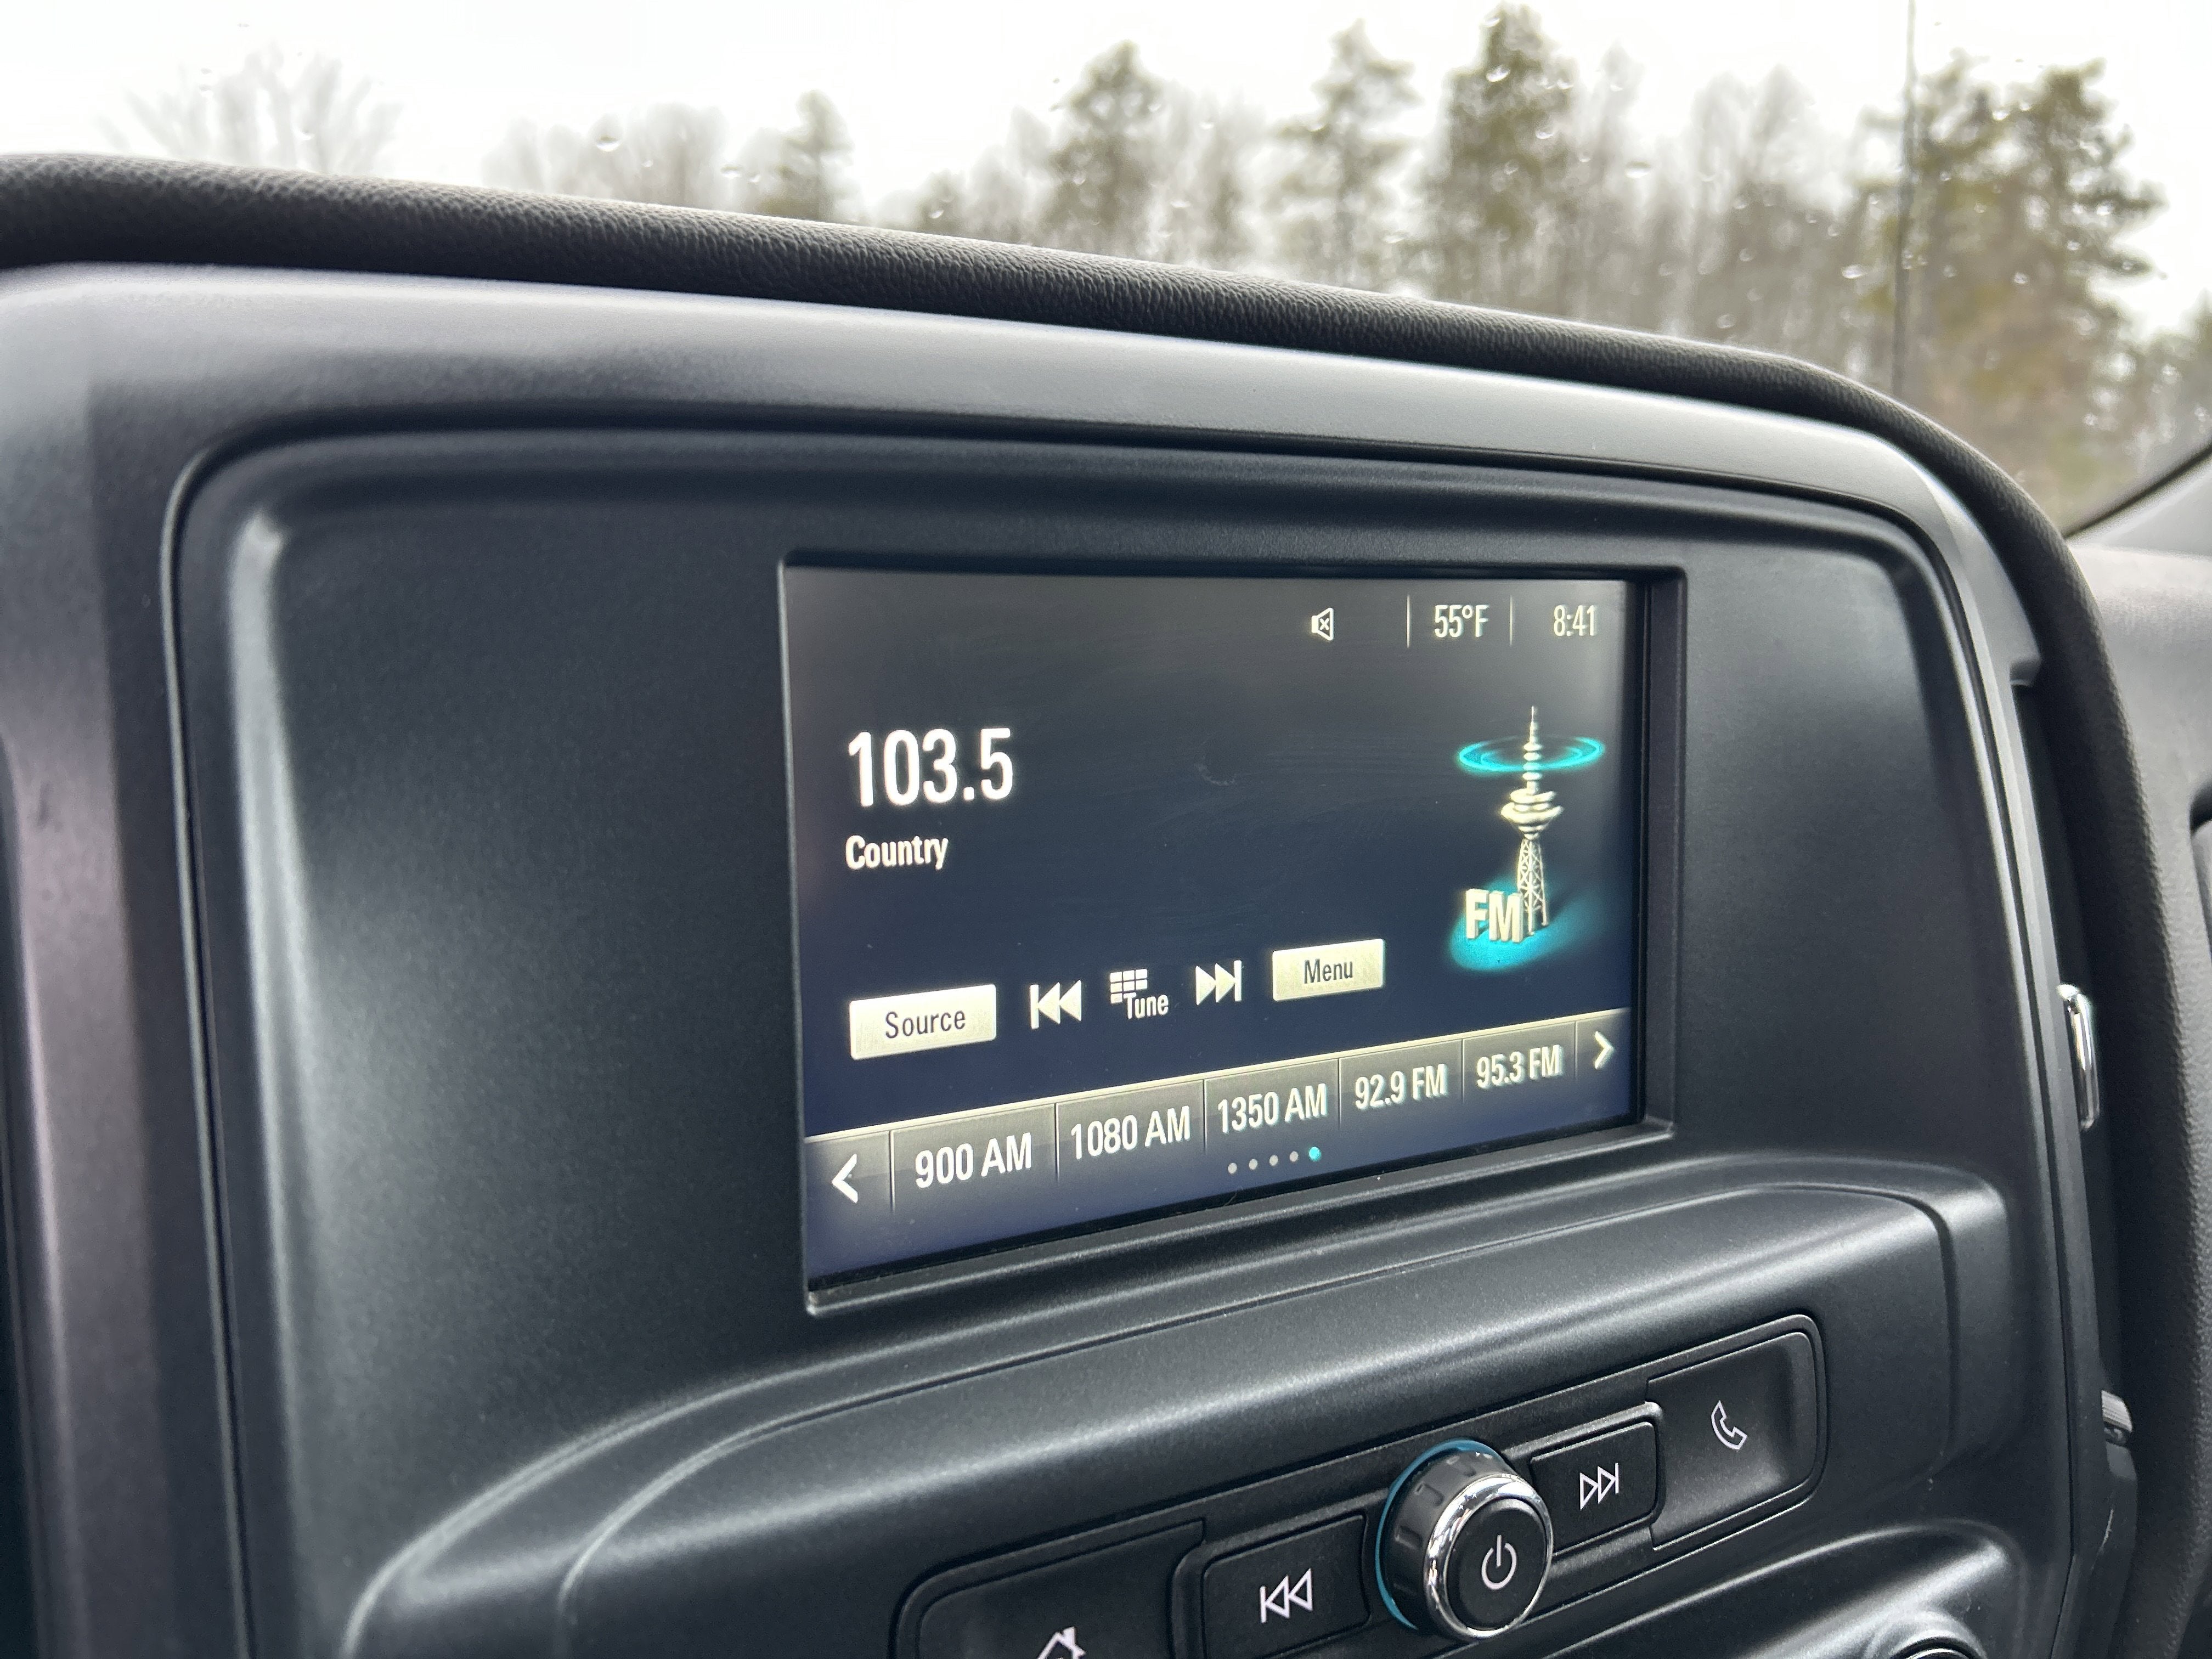 55°F 8:41
103.5
Country
FM
Source Tune Menu
900 AM 1080 AM 1350 AM 92.9 FM 95.3 FM